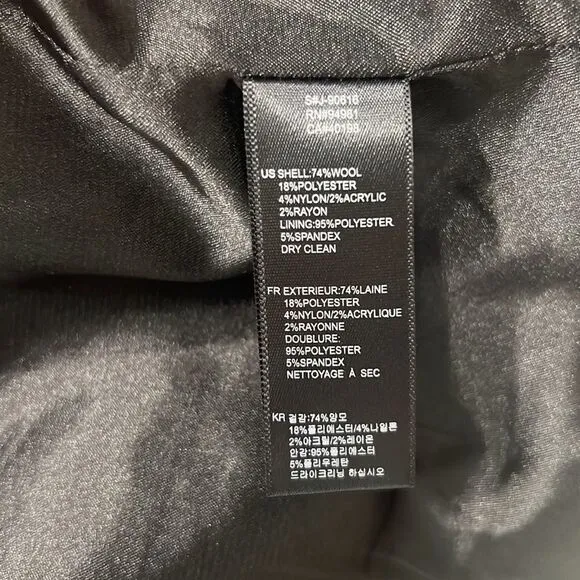 S#J-90616
RN#94981
CA#40198
US SHELL:74%WOOL
18%POLYESTER
4%NYLON/2%ACRYLIC
2%RAYON
LINING:95%POLYESTER
5%SPANDEX
DRY CLEAN
FR EXTERIEUR:74%LAINE
18%POLYESTER
4%NYLON/2%ACRYLIQUE
2%RAYONNE
DOUBLURE:
95%POLYESTER
5%SPANDEX
NETTOYAGE À SEC
KR 겉감:74%양모
18%폴리에스터/4%나일론
2%아크릴/2%레이온
안감:95%폴리에스터
5%폴리우레탄
드라이크리닝 하십시오